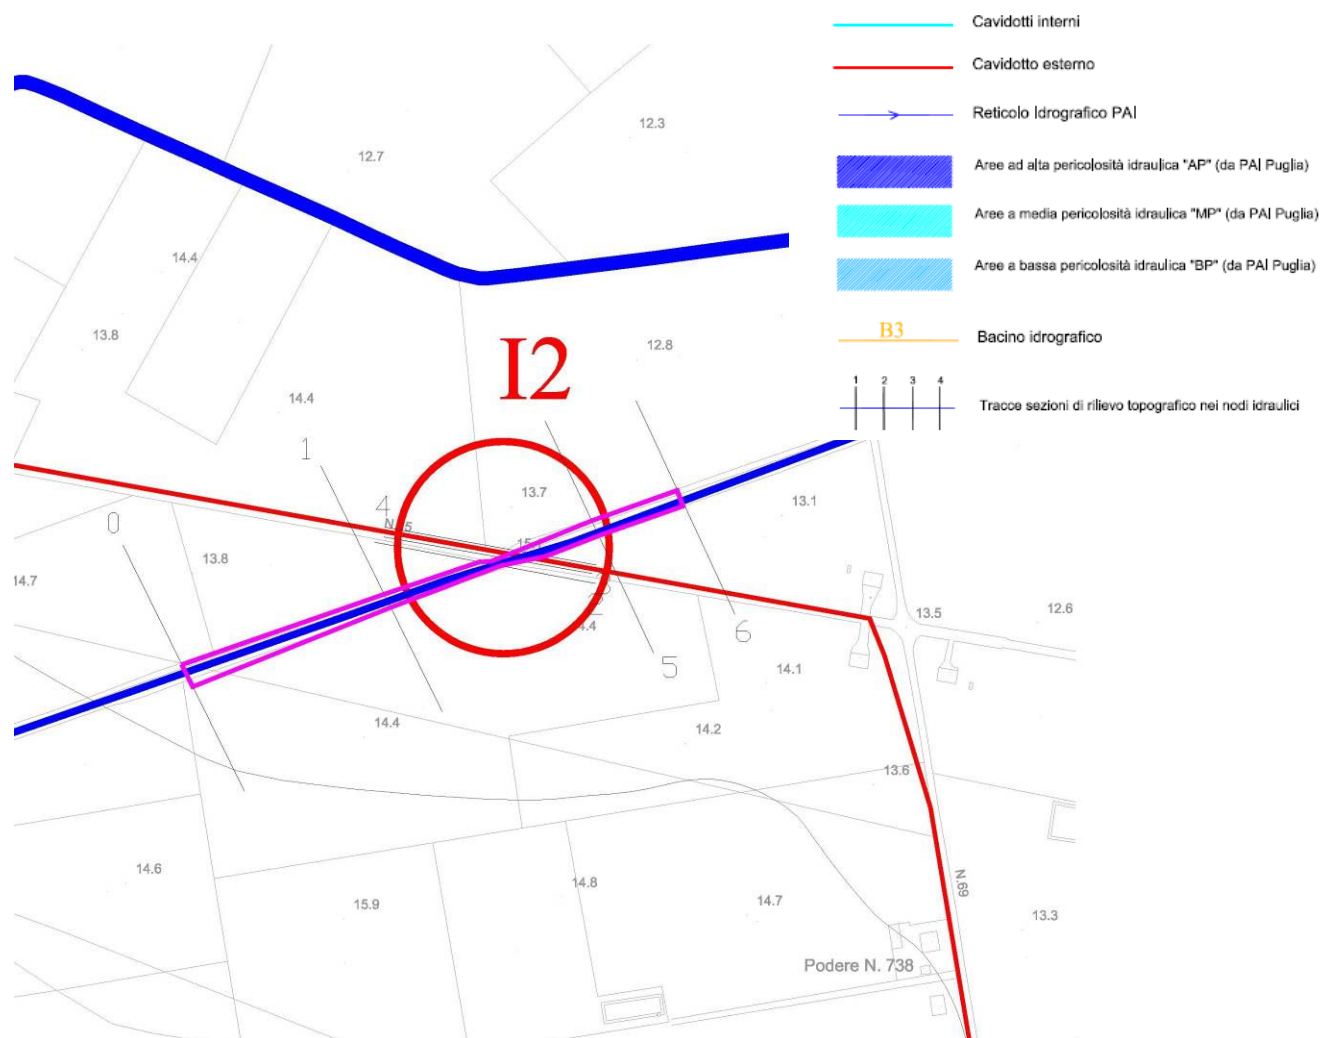 Cavidotti interni
Cavidotto esterno
Reticolo Idrografico PAI
Aree ad alta pericolosità idraulica "AP" (da PAI Puglia)
Aree a media pericolosità idraulica "MP" (da PAI Puglia)
Aree a bassa pericolosità idraulica "BP" (da PAI Puglia)
B3
Bacino idrografico
1 2 3 4
Tracce sezioni di rilievo topografico nei nodi idraulici
12.3
12.7
14.4
13.8
12.8
I2
14.4
1
13.7
13.1
4
0
13.8
14.7
2
14.4
13.5
12.6
6
5
14.1
14.4
14.2
13.6
14.6
14.8
15.9
14.7
N.69
13.3
Podere N. 738